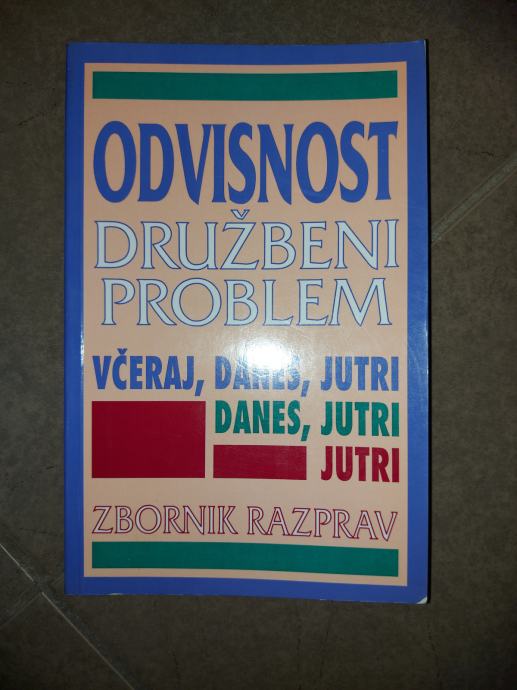 ODVISNOST
DRUŽBENI
PROBLEM
VČERAJ, DANES, JUTRI
DANES, JUTRI
JUTRI
ZBORNIK RAZPRAV